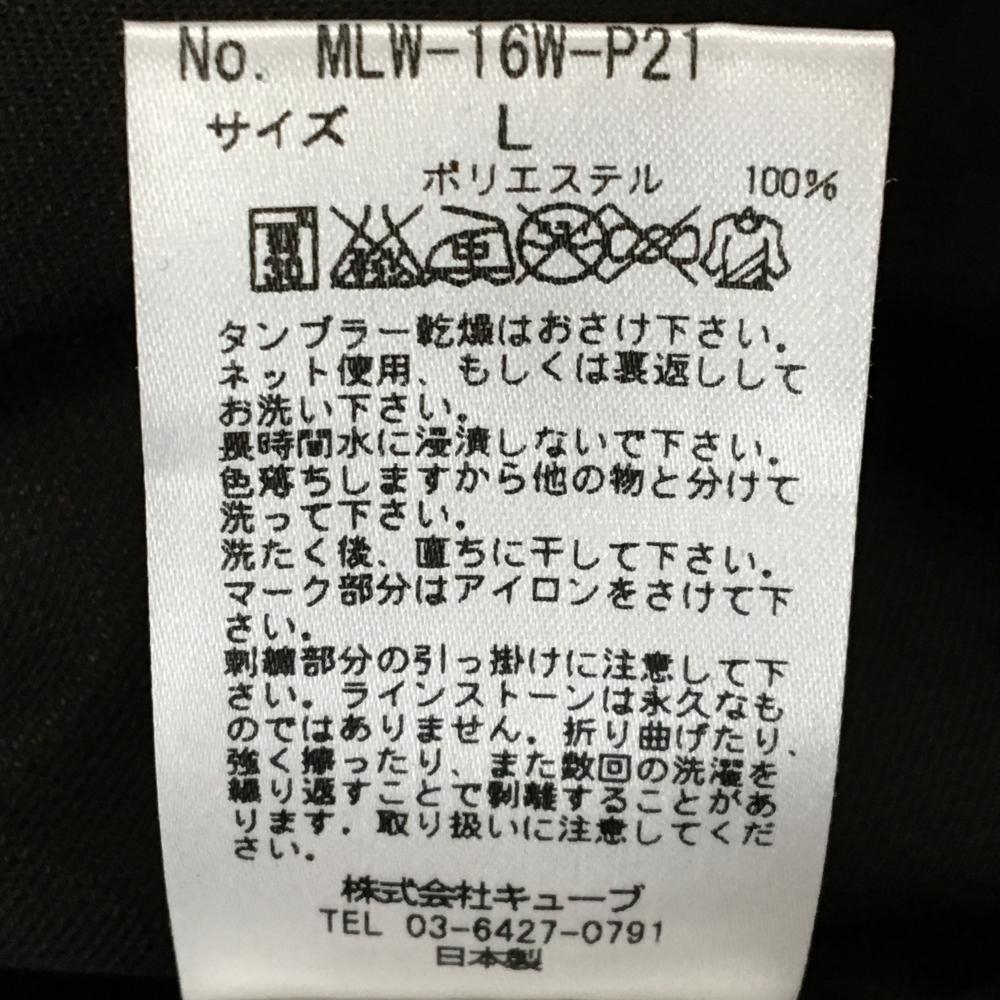 No. MLW-16W-P21
サイズ L
ポリエステル 100%
タンブラー乾燥はおさけ下さい。
ネット使用、もしくは裏返しして
お洗い下さい。
長時間水に浸漬しないで下さい。
色落ちしますから他の物と分けて
洗って下さい。
洗たく後、直ちに干して下さい。
マーク部分はアイロンをさけて下
さい。
刺繍部分の引っ掛けに注意して下
さい。ラインストーンは永久なも
のではありません。折り曲げたり、
強く擦ったり、また数回の洗濯を
繰り返すことで剥離することがあ
ります。取り扱いに注意してくだ
さい。
株式会社キューブ
TEL 03-6427-0791
日本製